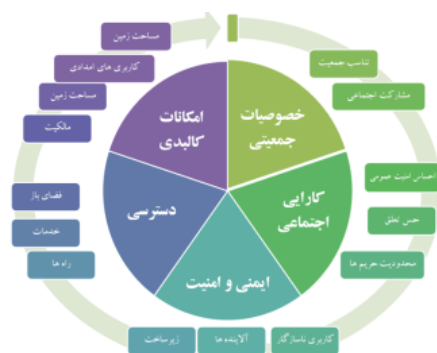 مساحت زمین
کاربری های امدادی
مساحت زمین
مالکیت
فضای باز
خدمات
راه ها
زیرساخت
آلاینده ها
کاربری ناسازگار
محدودیت حریم ها
حس تعلق
احساس امنیت عمومی
مشارکت اجتماعی
تناسب جمعیت
خصوصیات
جمعیتی
کارایی
اجتماعی
ایمنی و امنیت
دسترسی
امکانات
کالبدی